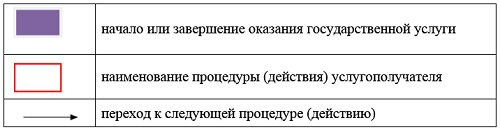 начало или завершение оказания государственной услуги
наименование процедуры (действия) услугополучателя
переход к следующей процедуре (действию)